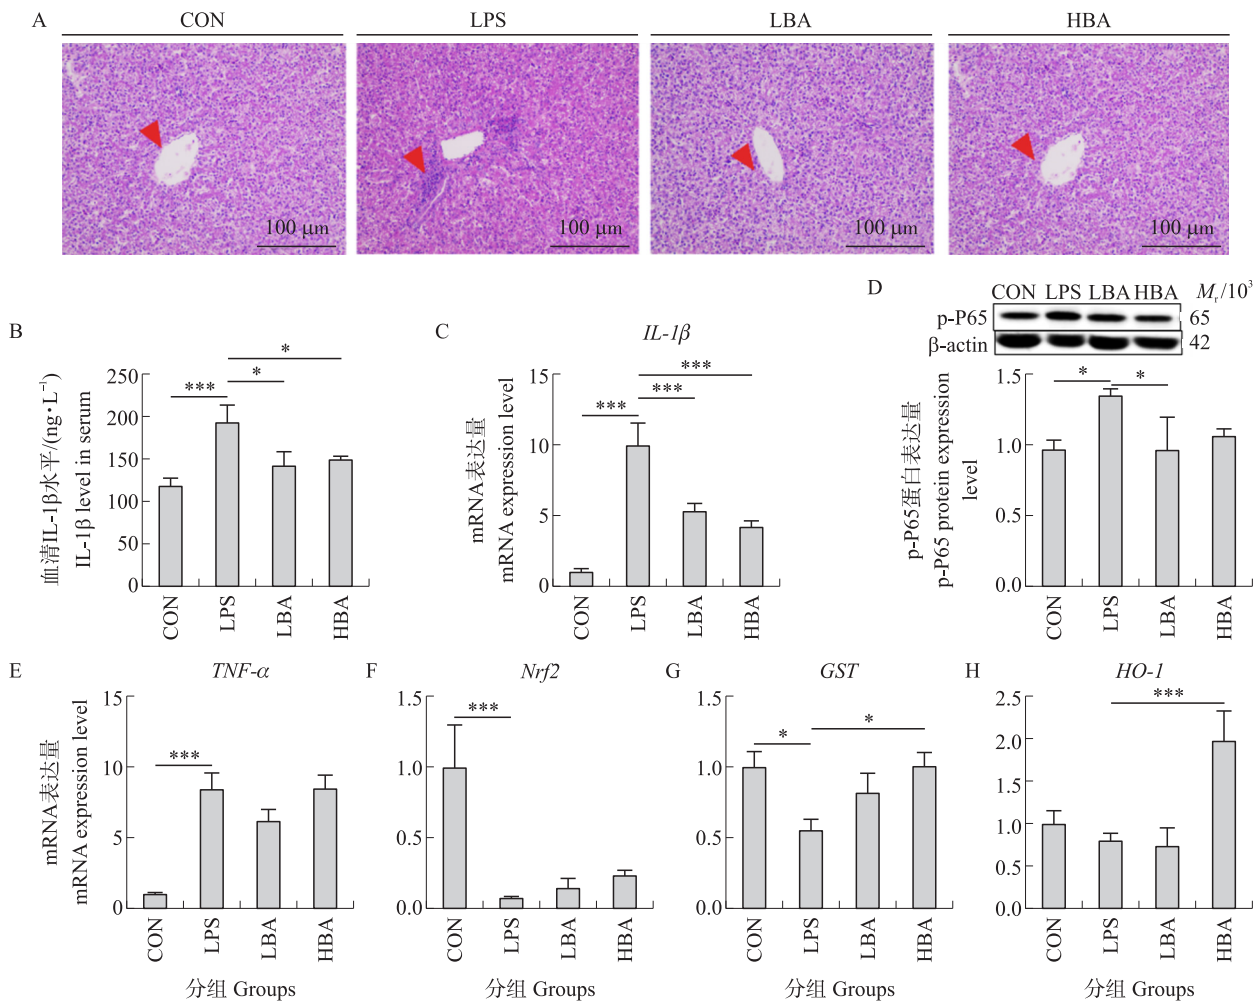 A
CON
LPS
LBA
HBA
100 μm
100 μm
100 μm
100 μm
B
血清IL-1β水平/(ng•L⁻¹)
IL-1β level in serum
250
200
150
100
50
0
***
*
*
CON
LPS
LBA
HBA
C
IL-1β
mRNA表达量
mRNA expression level
15
10
5
0
***
***
***
CON
LPS
LBA
HBA
D
CON LPS LBA HBA Mr/10³
p-P65 65
β-actin 42
p-P65蛋白表达量
p-P65 protein expression
level
1.5
1.0
0.5
0.0
*
*
CON
LPS
LBA
HBA
E
TNF-α
mRNA表达量
mRNA expression level
15
10
5
0
***
CON
LPS
LBA
HBA
分组 Groups
F
Nrf2
1.5
1.0
0.5
0.0
***
CON
LPS
LBA
HBA
分组 Groups
G
GST
1.5
1.0
0.5
0.0
*
*
CON
LPS
LBA
HBA
分组 Groups
H
HO-1
2.5
2.0
1.5
1.0
0.5
0.0
***
CON
LPS
LBA
HBA
分组 Groups